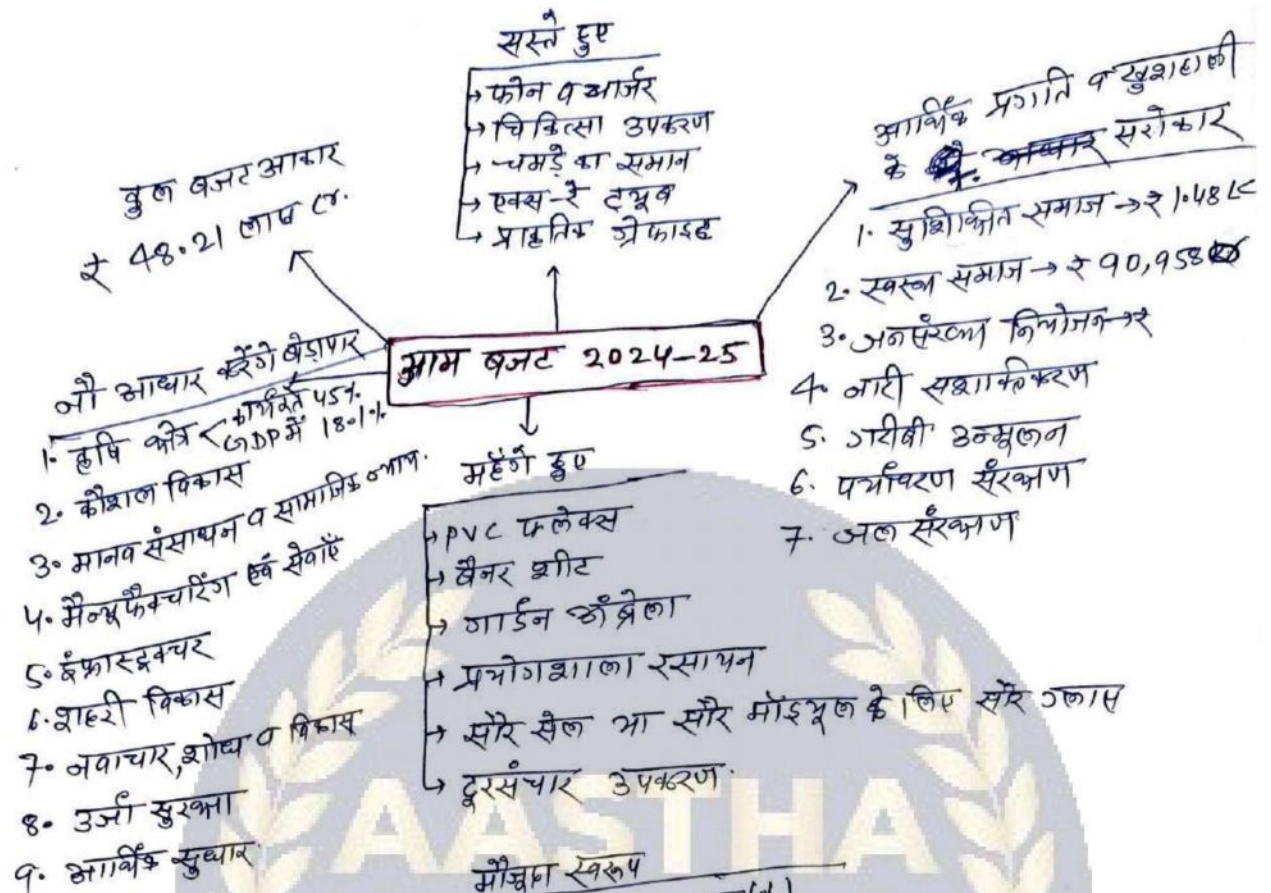 सस्ते हुए
→ फोन व चार्जर
→ चिकित्सा उपकरण
→ चमड़े का समान
→ एक्स-रे ट्यूब
→ प्राकृतिक ग्रेफाइट
कुल बजट आकार
₹ 48.21 लाख Cr.
आर्थिक प्रगति व खुशहाली
के सरोकार
1. सुशिक्षीत समाज → ₹ 1.48 LC
2. स्वस्थ समाज → ₹ 90,958
3. जनसंख्या नियोजन → ₹
4. नारी सशक्तिकरण
5. गरीबी उन्मूलन
6. पर्यावरण संरक्षण
7. जल संरक्षण
आम बजट 2024-25
नौ आधार करेंगे बेड़ापार
1. कृषि क्षेत्र < कार्यरत 45%
GDP में 18.1%
2. कौशल विकास
3. मानव संसाधन व सामाजिक न्याय.
4. मैन्युफैक्चरिंग एवं सेवाएँ
5. इंफ्रास्ट्रक्चर
6. शहरी विकास
7. नवाचार, शोध व विकास
8. उर्जा सुरक्षा
9. आर्थिक सुधार
महँगे हुए
→ PVC फ्लेक्स
→ बैनर शीट
→ गार्डन अंब्रेला
→ प्रयोगशाला रसायन
→ सौर सेल या सौर मॉड्यूल के लिए सौर ग्लास
→ दूरसंचार उपकरण.
AASTHA
मौजूदा स्वरूप